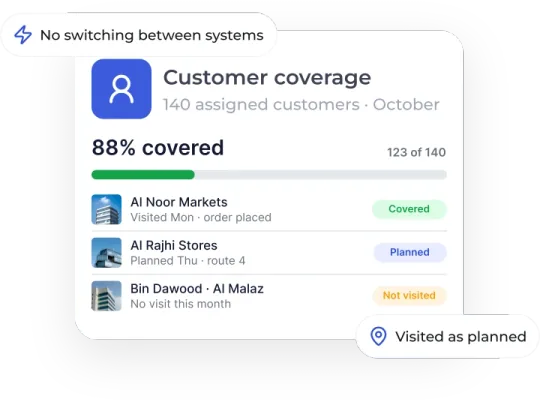 No switching between systems
Customer coverage
140 assigned customers · October
88% covered
123 of 140
Al Noor Markets
Visited Mon · order placed
Covered
Al Rajhi Stores
Planned Thu · route 4
Planned
Bin Dawood · Al Malaz
No visit this month
Not visited
Visited as planned